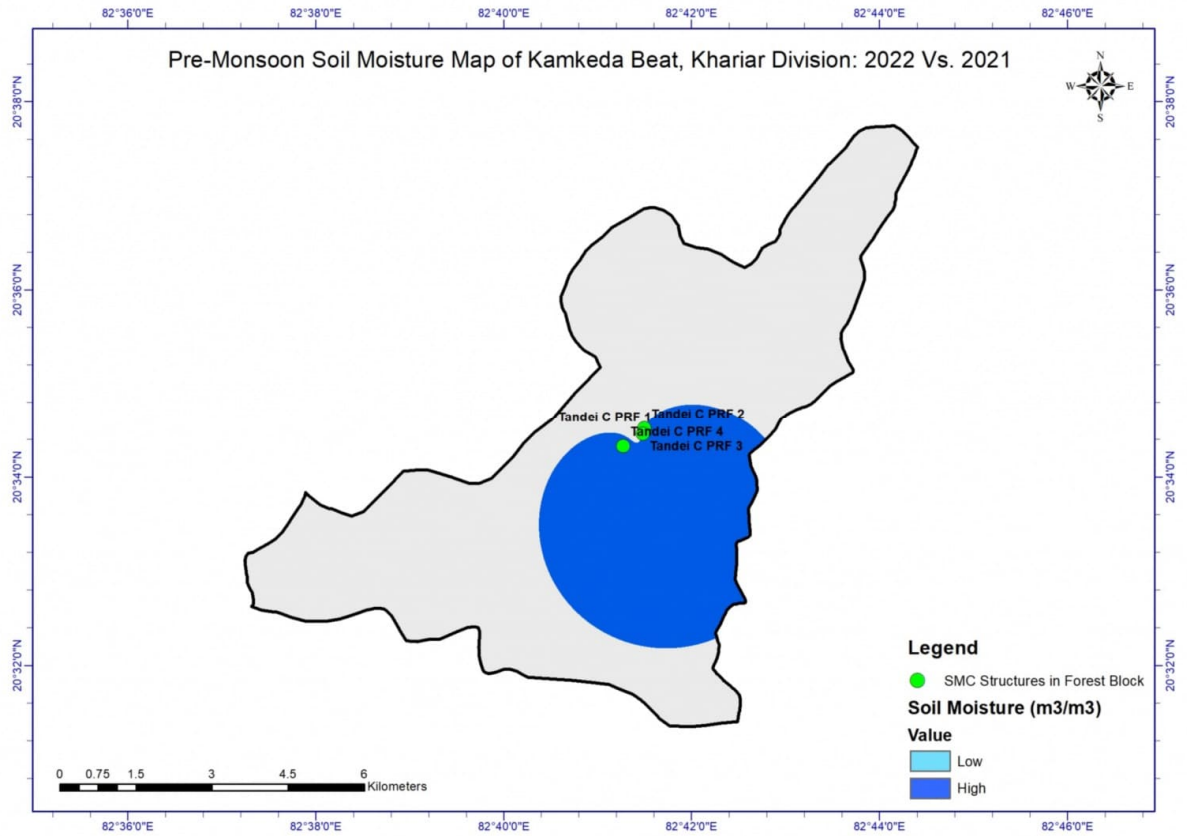 82°36'0"E 82°38'0"E 82°40'0"E 82°42'0"E 82°44'0"E 82°46'0"E
Pre-Monsoon Soil Moisture Map of Kamkeda Beat, Khariar Division: 2022 Vs. 2021
N
W E
S
20°38'0"N 20°38'0"N
20°36'0"N 20°36'0"N
Tandei C PRF 1 Tandei C PRF 2
Tandei C PRF 4
Tandei C PRF 3
20°34'0"N 20°34'0"N
20°32'0"N 20°32'0"N
Legend
SMC Structures in Forest Block
Soil Moisture (m3/m3)
Value
Low
High
0 0.75 1.5 3 4.5 6
Kilometers
82°36'0"E 82°38'0"E 82°40'0"E 82°42'0"E 82°44'0"E 82°46'0"E